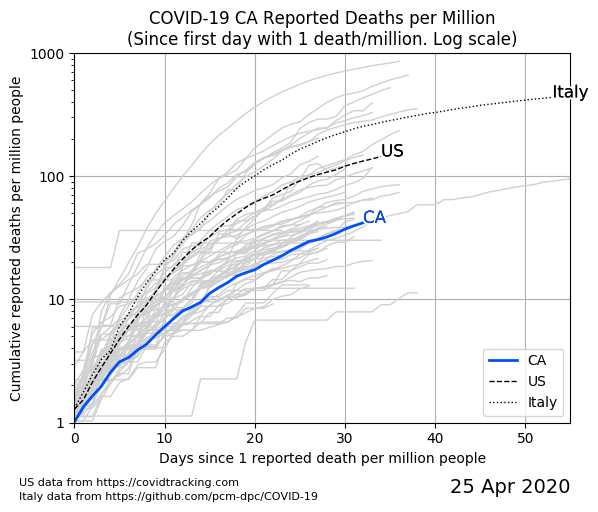 COVID-19 CA Reported Deaths per Million
(Since first day with 1 death/million. Log scale)
Cumulative reported deaths per million people
1000
100
10
1
Italy
US
CA
CA
US
Italy
0 10 20 30 40 50
Days since 1 reported death per million people
US data from https://covidtracking.com
Italy data from https://github.com/pcm-dpc/COVID-19
25 Apr 2020